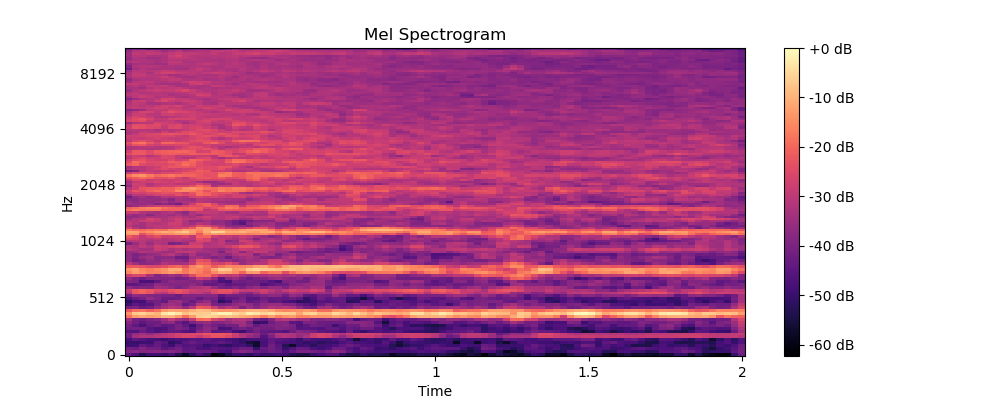 Mel Spectrogram
Hz
8192
4096
2048
1024
512
0
0 0.5 1 1.5 2
Time
+0 dB
-10 dB
-20 dB
-30 dB
-40 dB
-50 dB
-60 dB